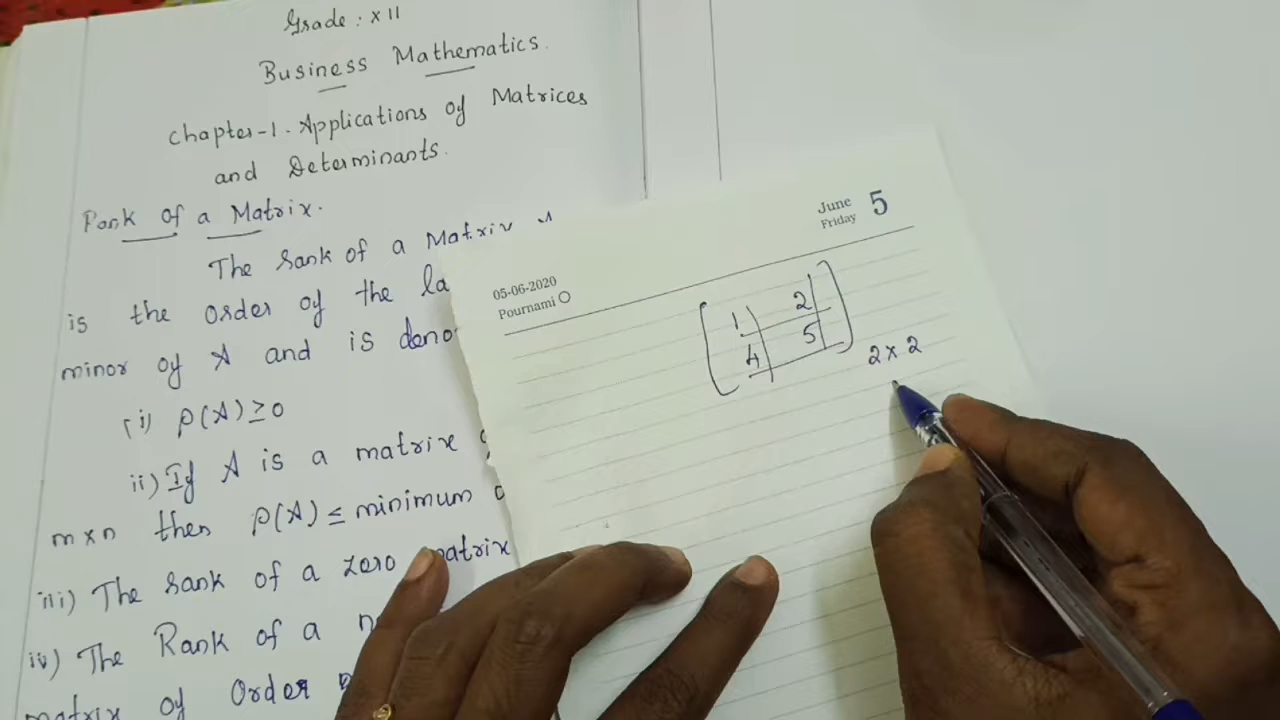 Grade : XII
Business Mathematics.
Chapter-1. Applications of Matrices
and Determinants.
Rank of a Matrix.
The rank of a Matrix A
is the order of the la
minor of A and is deno
(i) ρ(A) ≥ 0
ii) If A is a matrix
m x n then ρ(A) ≤ minimum o
iii) The rank of a zero matrix
iv) The Rank of a n
matrix of Order
June 5
Friday
05-06-2020
Pournami O
1 2
4 5
2 x 2